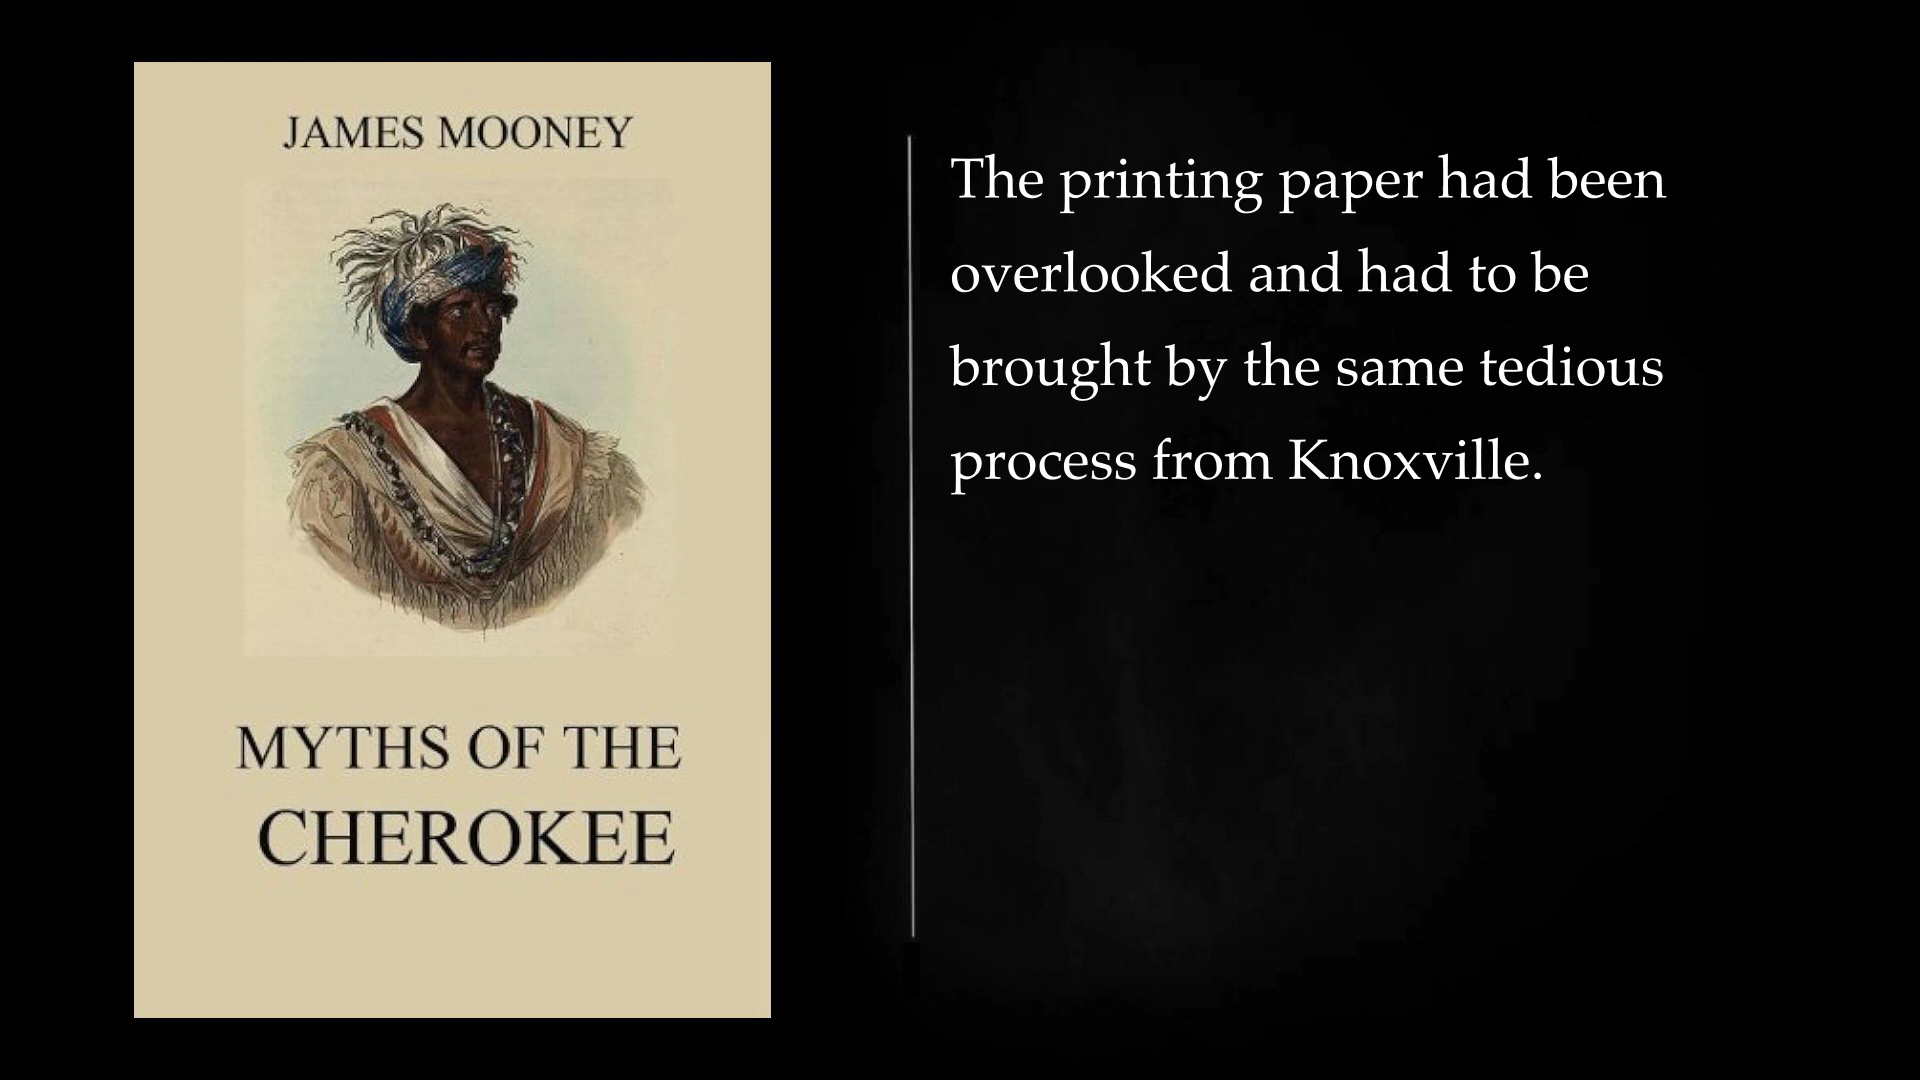 JAMES MOONEY
MYTHS OF THE
CHEROKEE
The printing paper had been
overlooked and had to be
brought by the same tedious
process from Knoxville.